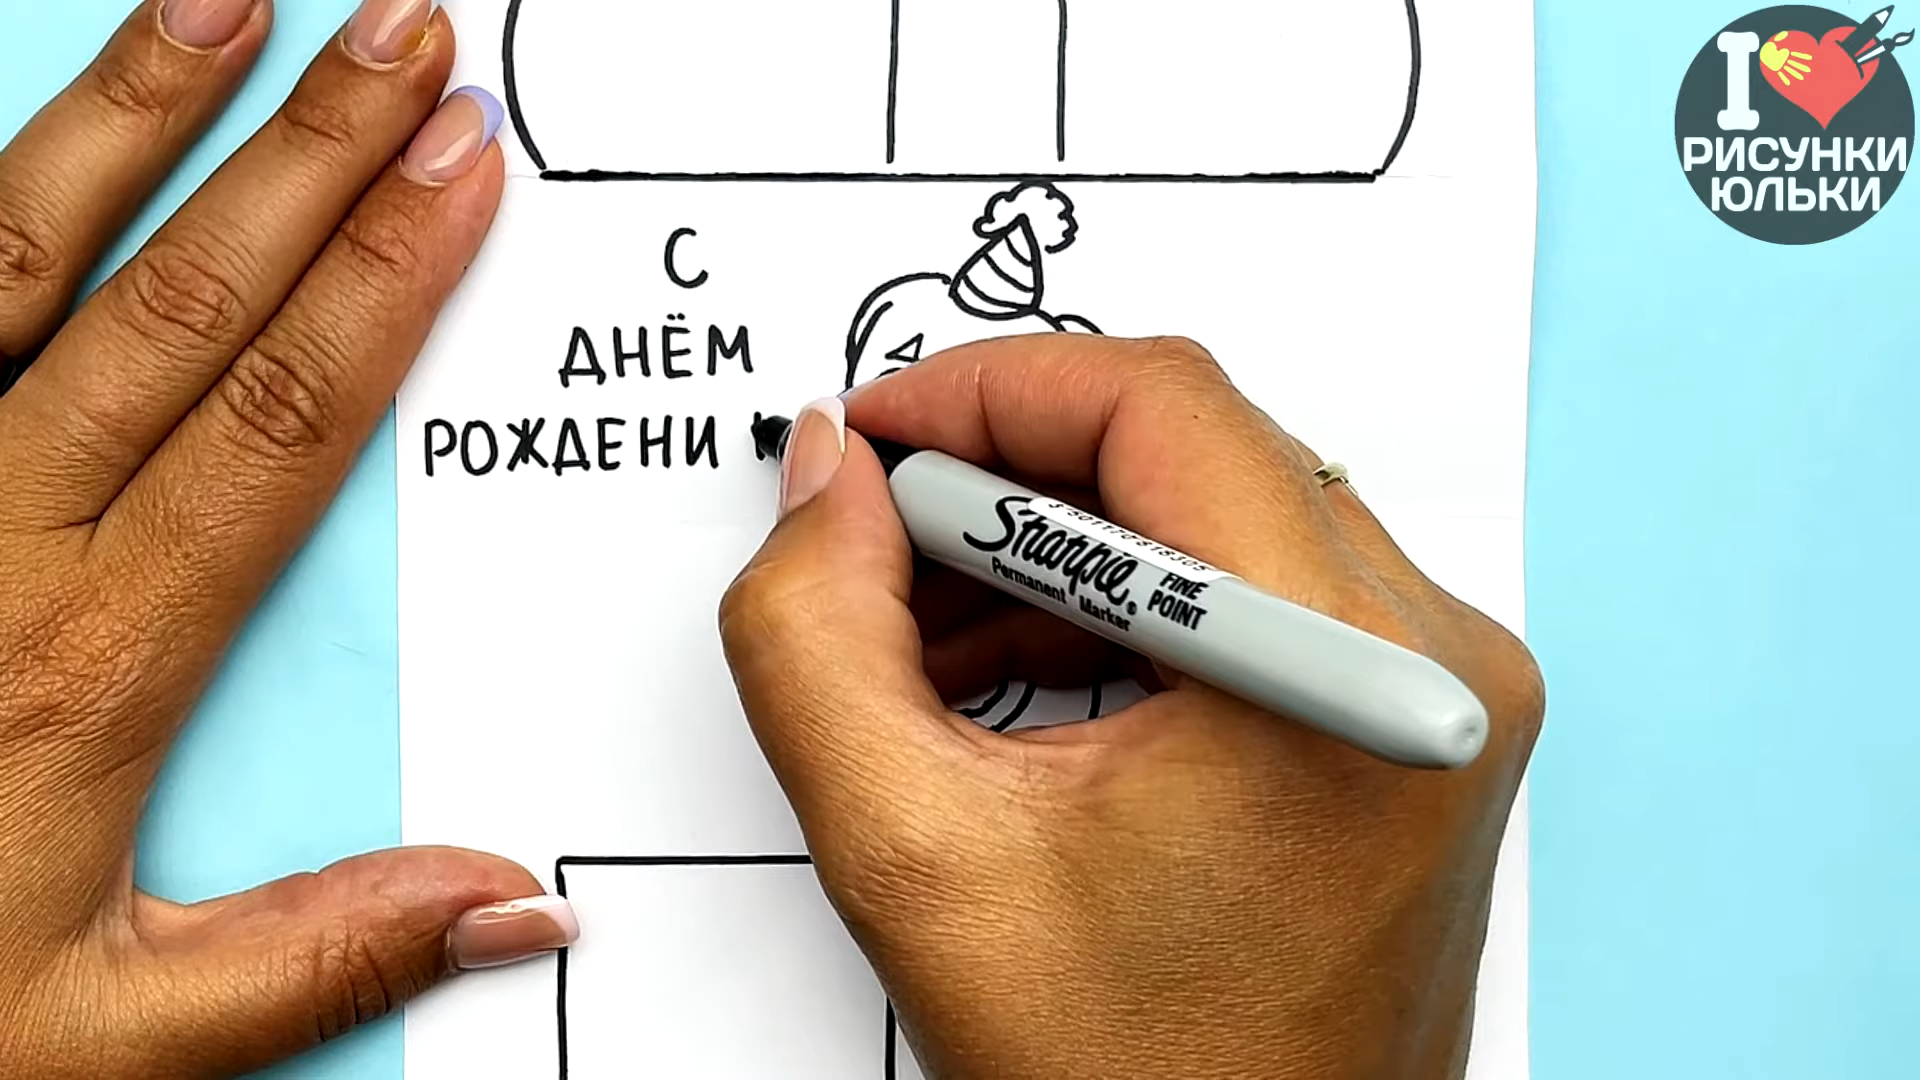 I
РИСУНКИ
ЮЛЬКИ
С
ДНЁМ
РОЖДЕНИ
Sharpie®
Permanent Marker
FINE
POINT